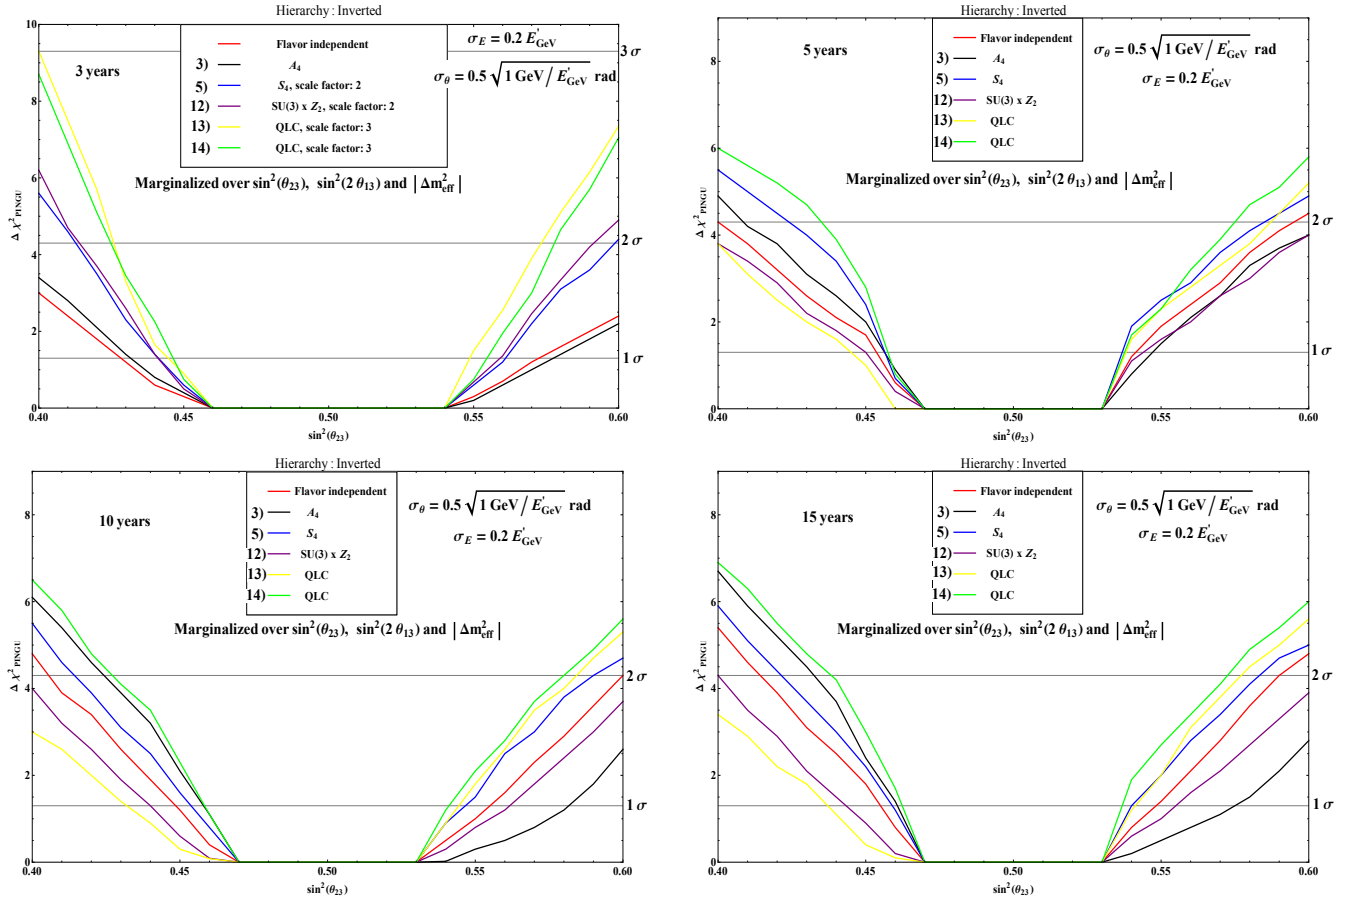 Hierarchy : Inverted
3 years
Flavor independent
3) A4
5) S4, scale factor: 2
12) SU(3) x Z2, scale factor: 2
13) QLC, scale factor: 3
14) QLC, scale factor: 3
σE = 0.2 E'GeV
σθ = 0.5 √(1 GeV / E'GeV) rad
Marginalized over sin²(θ23), sin²(2 θ13) and |Δm²eff|
3 σ
2 σ
1 σ
Δ χ² PINGU
10
8
6
4
2
0
0.40 0.45 0.50 0.55 0.60
sin²(θ23)
Hierarchy : Inverted
5 years
Flavor independent
3) A4
5) S4
12) SU(3) x Z2
13) QLC
14) QLC
σθ = 0.5 √(1 GeV / E'GeV) rad
σE = 0.2 E'GeV
Marginalized over sin²(θ23), sin²(2 θ13) and |Δm²eff|
2 σ
1 σ
Δ χ² PINGU
8
6
4
2
0
0.40 0.45 0.50 0.55 0.60
sin²(θ23)
Hierarchy : Inverted
10 years
Flavor independent
3) A4
5) S4
12) SU(3) x Z2
13) QLC
14) QLC
σθ = 0.5 √(1 GeV / E'GeV) rad
σE = 0.2 E'GeV
Marginalized over sin²(θ23), sin²(2 θ13) and |Δm²eff|
2 σ
1 σ
Δ χ² PINGU
8
6
4
2
0
0.40 0.45 0.50 0.55 0.60
sin²(θ23)
Hierarchy : Inverted
15 years
Flavor independent
3) A4
5) S4
12) SU(3) x Z2
13) QLC
14) QLC
σθ = 0.5 √(1 GeV / E'GeV) rad
σE = 0.2 E'GeV
Marginalized over sin²(θ23), sin²(2 θ13) and |Δm²eff|
2 σ
1 σ
Δ χ² PINGU
8
6
4
2
0
0.40 0.45 0.50 0.55 0.60
sin²(θ23)